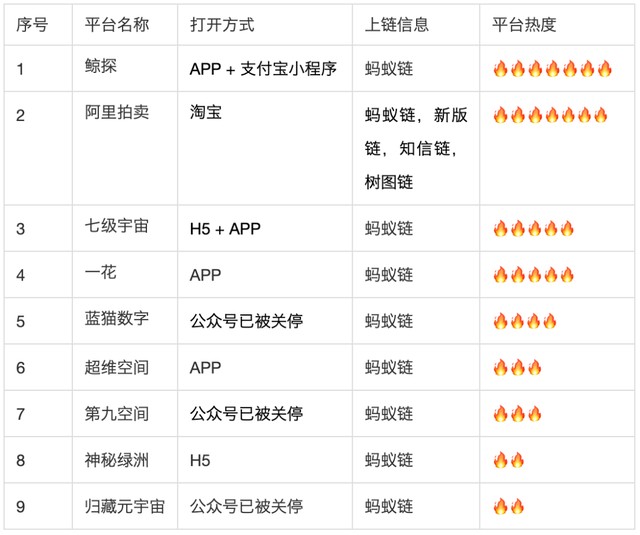 序号 平台名称 打开方式 上链信息 平台热度
1 鲸探 APP + 支付宝小程序 蚂蚁链 🔥🔥🔥🔥🔥🔥🔥
2 阿里拍卖 淘宝 蚂蚁链，新版
链，知信链，
树图链 🔥🔥🔥🔥🔥🔥🔥
3 七级宇宙 H5 + APP 蚂蚁链 🔥🔥🔥🔥🔥
4 一花 APP 蚂蚁链 🔥🔥🔥🔥🔥
5 蓝猫数字 公众号已被关停 蚂蚁链 🔥🔥🔥🔥
6 超维空间 APP 蚂蚁链 🔥🔥🔥
7 第九空间 公众号已被关停 蚂蚁链 🔥🔥🔥
8 神秘绿洲 H5 蚂蚁链 🔥🔥
9 归藏元宇宙 公众号已被关停 蚂蚁链 🔥🔥